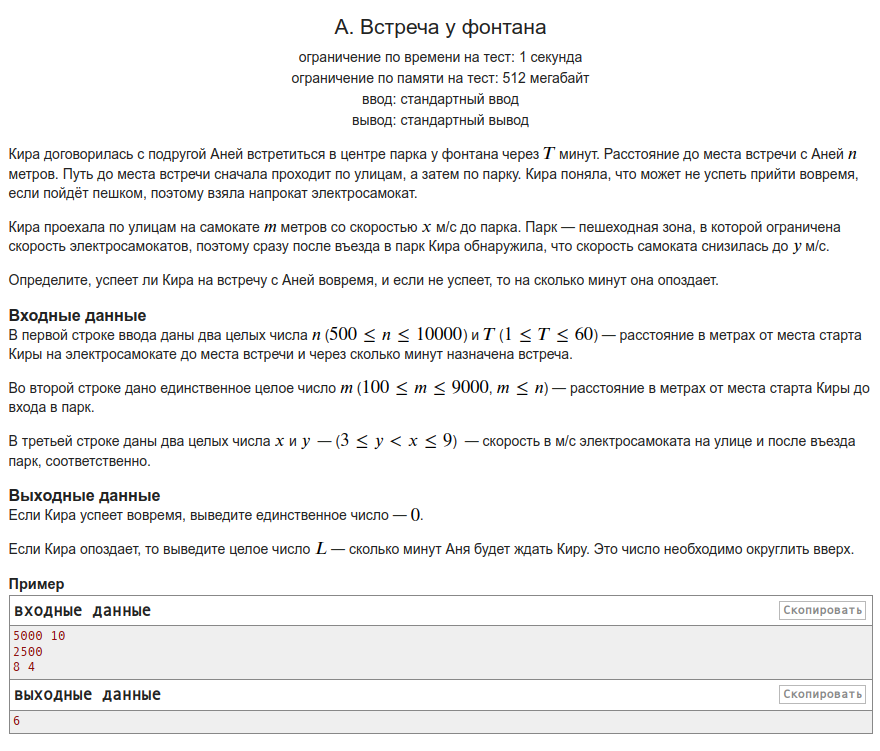 А. Встреча у фонтана
ограничение по времени на тест: 1 секунда
ограничение по памяти на тест: 512 мегабайт
ввод: стандартный ввод
вывод: стандартный вывод
Кира договорилась с подругой Аней встретиться в центре парка у фонтана через T минут. Расстояние до места встречи с Аней n
метров. Путь до места встречи сначала проходит по улицам, а затем по парку. Кира поняла, что может не успеть прийти вовремя,
если пойдёт пешком, поэтому взяла напрокат электросамокат.
Кира проехала по улицам на самокате m метров со скоростью x м/с до парка. Парк — пешеходная зона, в которой ограничена
скорость электросамокатов, поэтому сразу после въезда в парк Кира обнаружила, что скорость самоката снизилась до y м/с.
Определите, успеет ли Кира на встречу с Аней вовремя, и если не успеет, то на сколько минут она опоздает.
Входные данные
В первой строке ввода даны два целых числа n (500 ≤ n ≤ 10000) и T (1 ≤ T ≤ 60) — расстояние в метрах от места старта
Киры на электросамокате до места встречи и через сколько минут назначена встреча.
Во второй строке дано единственное целое число m (100 ≤ m ≤ 9000, m ≤ n) — расстояние в метрах от места старта Киры до
входа в парк.
В третьей строке даны два целых числа x и y — (3 ≤ y < x ≤ 9) — скорость в м/с электросамоката на улице и после въезда
парк, соответственно.
Выходные данные
Если Кира успеет вовремя, выведите единственное число — 0.
Если Кира опоздает, то выведите целое число L — сколько минут Аня будет ждать Киру. Это число необходимо округлить вверх.
Пример
входные данные
Скопировать
5000 10
2500
8 4
выходные данные
Скопировать
6